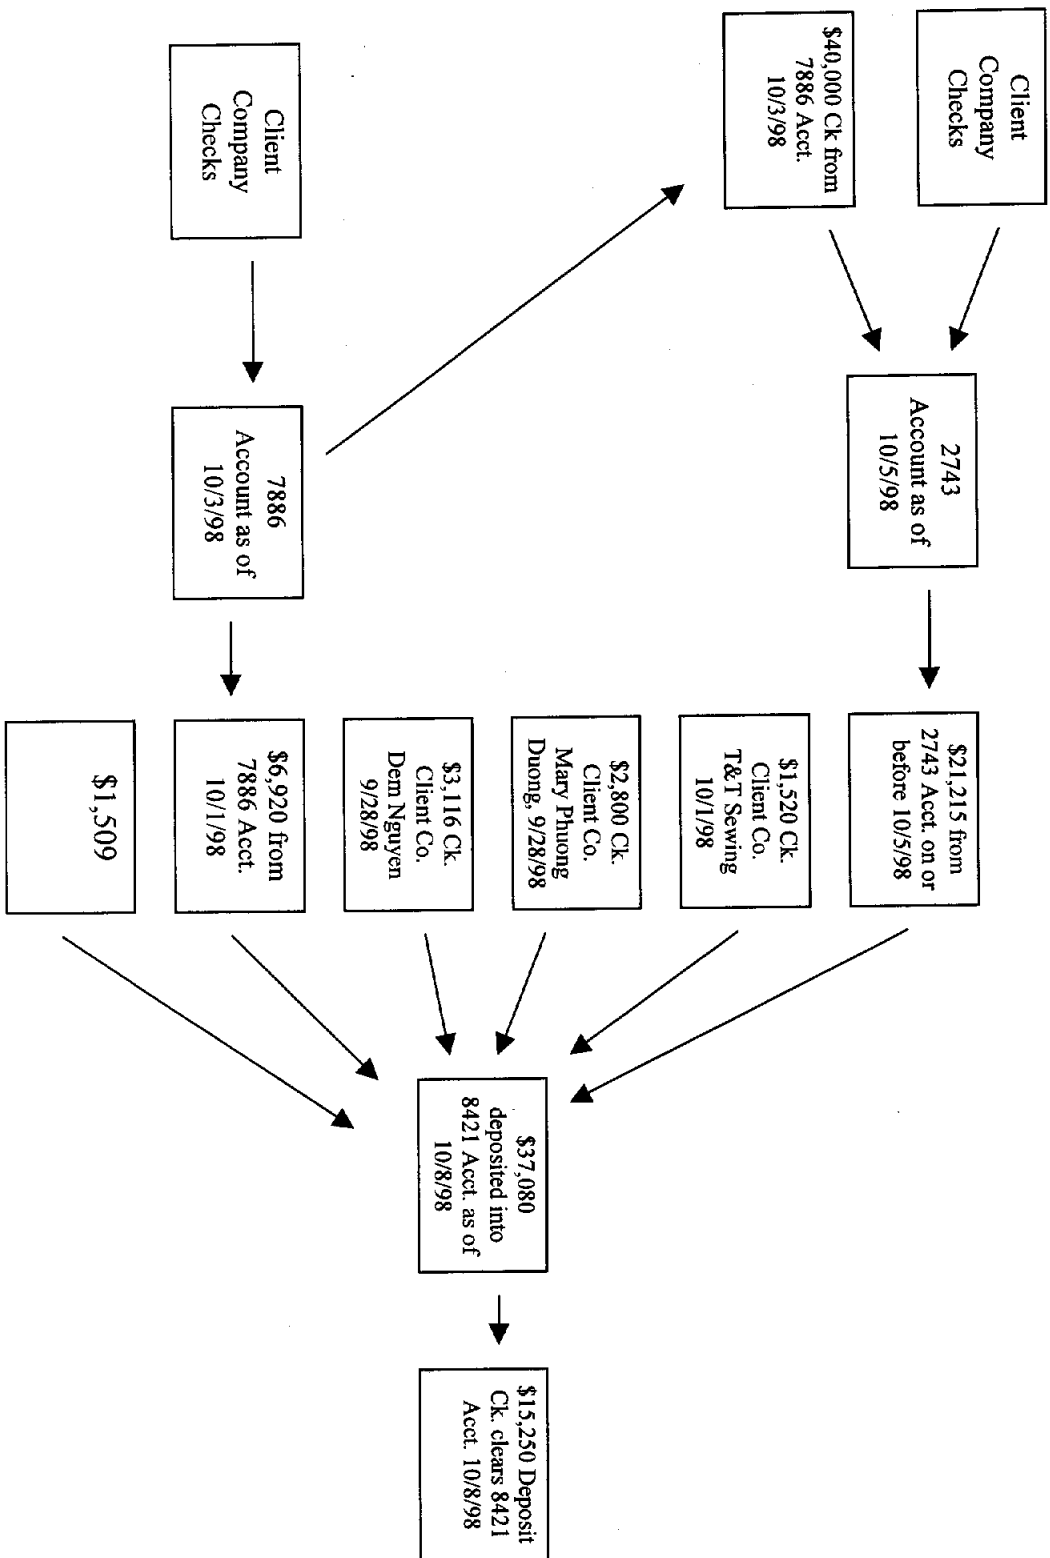 Client
Company
Checks
$40,000 Ck from
7886 Acct.
10/3/98
Client
Company
Checks
2743
Account as of
10/5/98
7886
Account as of
10/3/98
$21,215 from
2743 Acct. on or
before 10/5/98
$1,520 Ck.
Client Co.
T&T Sewing
10/1/98
$2,800 Ck.
Client Co.
Mary Phuong
Duong, 9/28/98
$3,116 Ck.
Client Co.
Dem Nguyen
9/28/98
$6,920 from
7886 Acct.
10/1/98
$1,509
$37,080
deposited into
8421 Acct. as of
10/8/98
$15,250 Deposit
Ck. clears 8421
Acct. 10/8/98